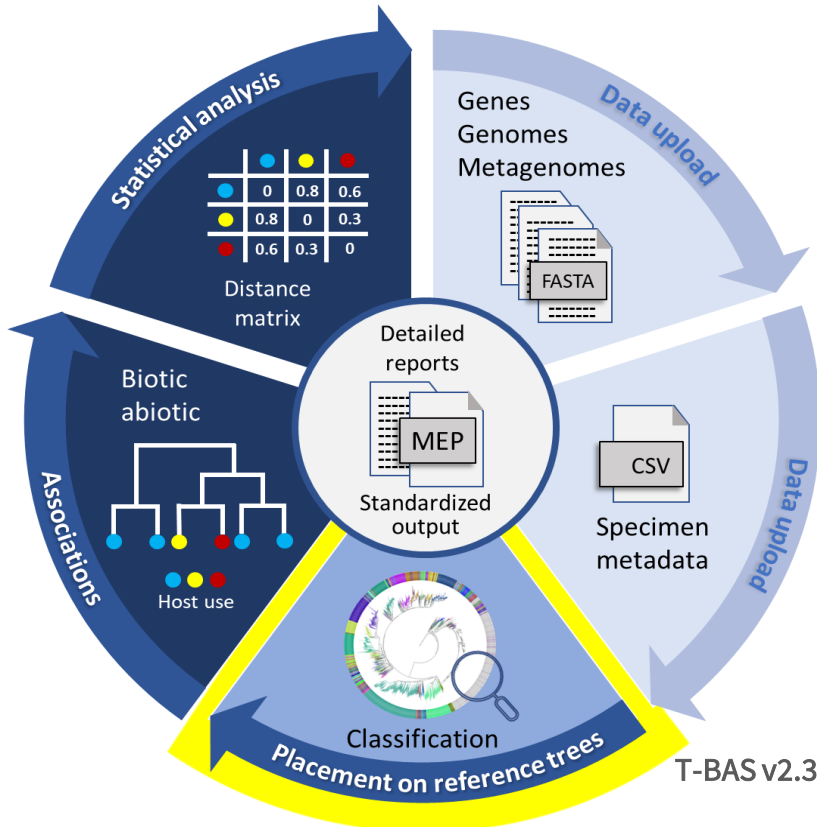 Statistical analysis
0 0.8 0.6
0.8 0 0.3
0.6 0.3 0
Distance
matrix
Data upload
Genes
Genomes
Metagenomes
FASTA
Detailed
reports
MEP
Standardized
output
Data upload
CSV
Specimen
metadata
Associations
Biotic
abiotic
Host use
Classification
Placement on reference trees
T-BAS v2.3